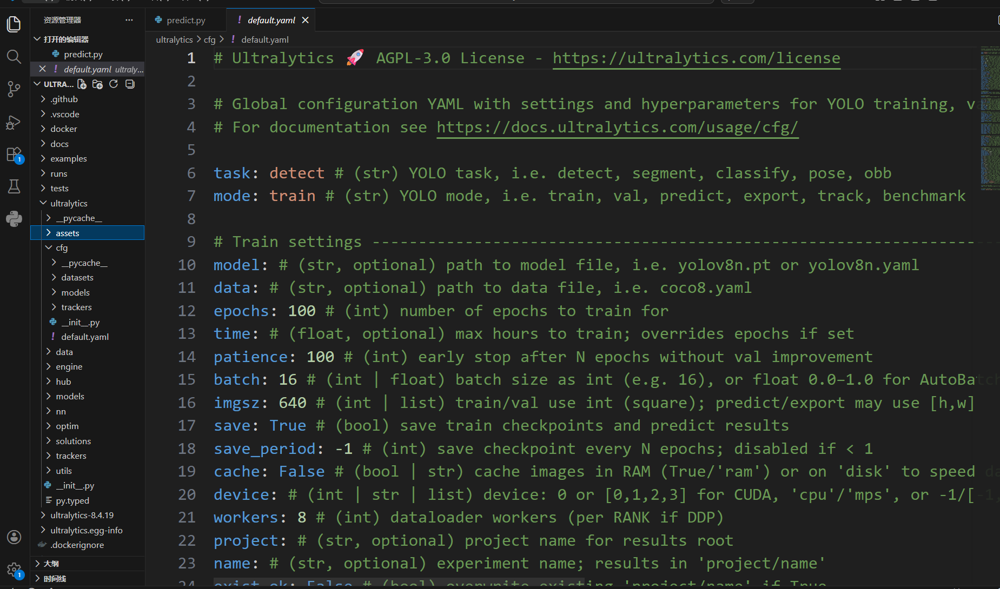 资源管理器
···
打开的编辑器
predict.py
default.yaml ultraly...
ULTRA...
.github
.vscode
docker
docs
examples
runs
tests
ultralytics
__pycache__
assets
cfg
__pycache__
datasets
models
trackers
__init__.py
default.yaml
data
engine
hub
models
nn
optim
solutions
trackers
utils
__init__.py
py.typed
ultralytics-8.4.19
ultralytics.egg-info
.dockerignore
大纲
时间线
1
1
predict.py
default.yaml
ultralytics > cfg > ! default.yaml
1 # Ultralytics 🚀 AGPL-3.0 License - https://ultralytics.com/license
2
3 # Global configuration YAML with settings and hyperparameters for YOLO training,
4 # For documentation see https://docs.ultralytics.com/usage/cfg/
5
6 task: detect # (str) YOLO task, i.e. detect, segment, classify, pose, obb
7 mode: train # (str) YOLO mode, i.e. train, val, predict, export, track, benchmark
8
9 # Train settings -----------------------------------------------------------------
10 model: # (str, optional) path to model file, i.e. yolov8n.pt or yolov8n.yaml
11 data: # (str, optional) path to data file, i.e. coco8.yaml
12 epochs: 100 # (int) number of epochs to train for
13 time: # (float, optional) max hours to train; overrides epochs if set
14 patience: 100 # (int) early stop after N epochs without val improvement
15 batch: 16 # (int | float) batch size as int (e.g. 16), or float 0.0–1.0 for AutoBatch
16 imgsz: 640 # (int | list) train/val use int (square); predict/export may use [h,w]
17 save: True # (bool) save train checkpoints and predict results
18 save_period: -1 # (int) save checkpoint every N epochs; disabled if < 1
19 cache: False # (bool | str) cache images in RAM (True/'ram') or on 'disk' to speed da
20 device: # (int | str | list) device: 0 or [0,1,2,3] for CUDA, 'cpu'/'mps', or -1/[-1,
21 workers: 8 # (int) dataloader workers (per RANK if DDP)
22 project: # (str, optional) project name for results root
23 name: # (str, optional) experiment name; results in 'project/name'
24 exist_ok: False # (bool) overwrite existing 'project/name' if True